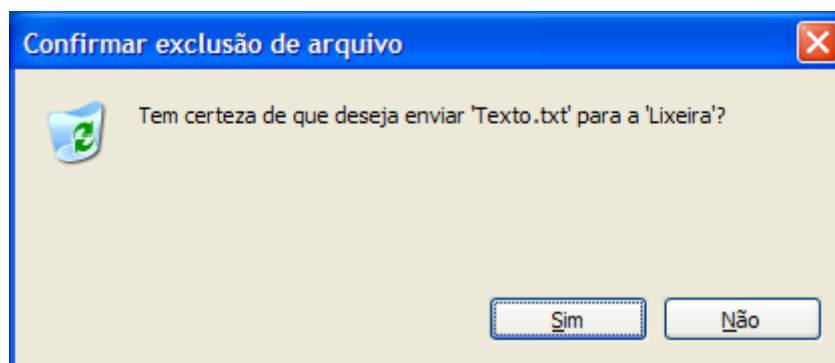 Confirmar exclusão de arquivo
Tem certeza de que deseja enviar 'Texto.txt' para a 'Lixeira'?
Sim
Não